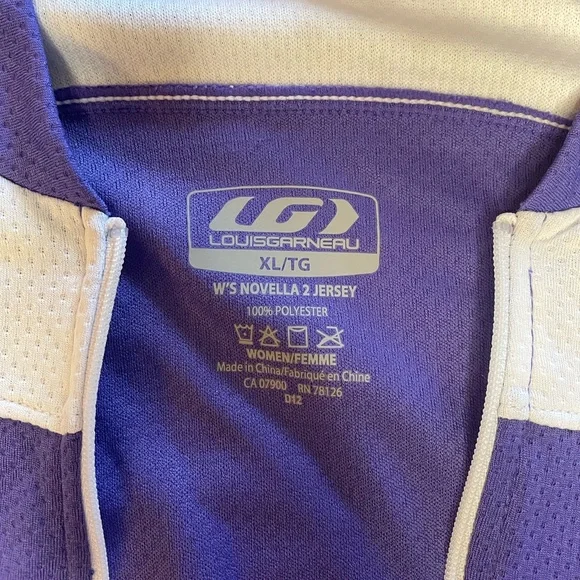 LG
LOUISGARNEAU
XL/TG
W'S NOVELLA 2 JERSEY
100% POLYESTER
WOMEN/FEMME
Made in China/Fabriqué en Chine
CA 07900 RN 78126
D12